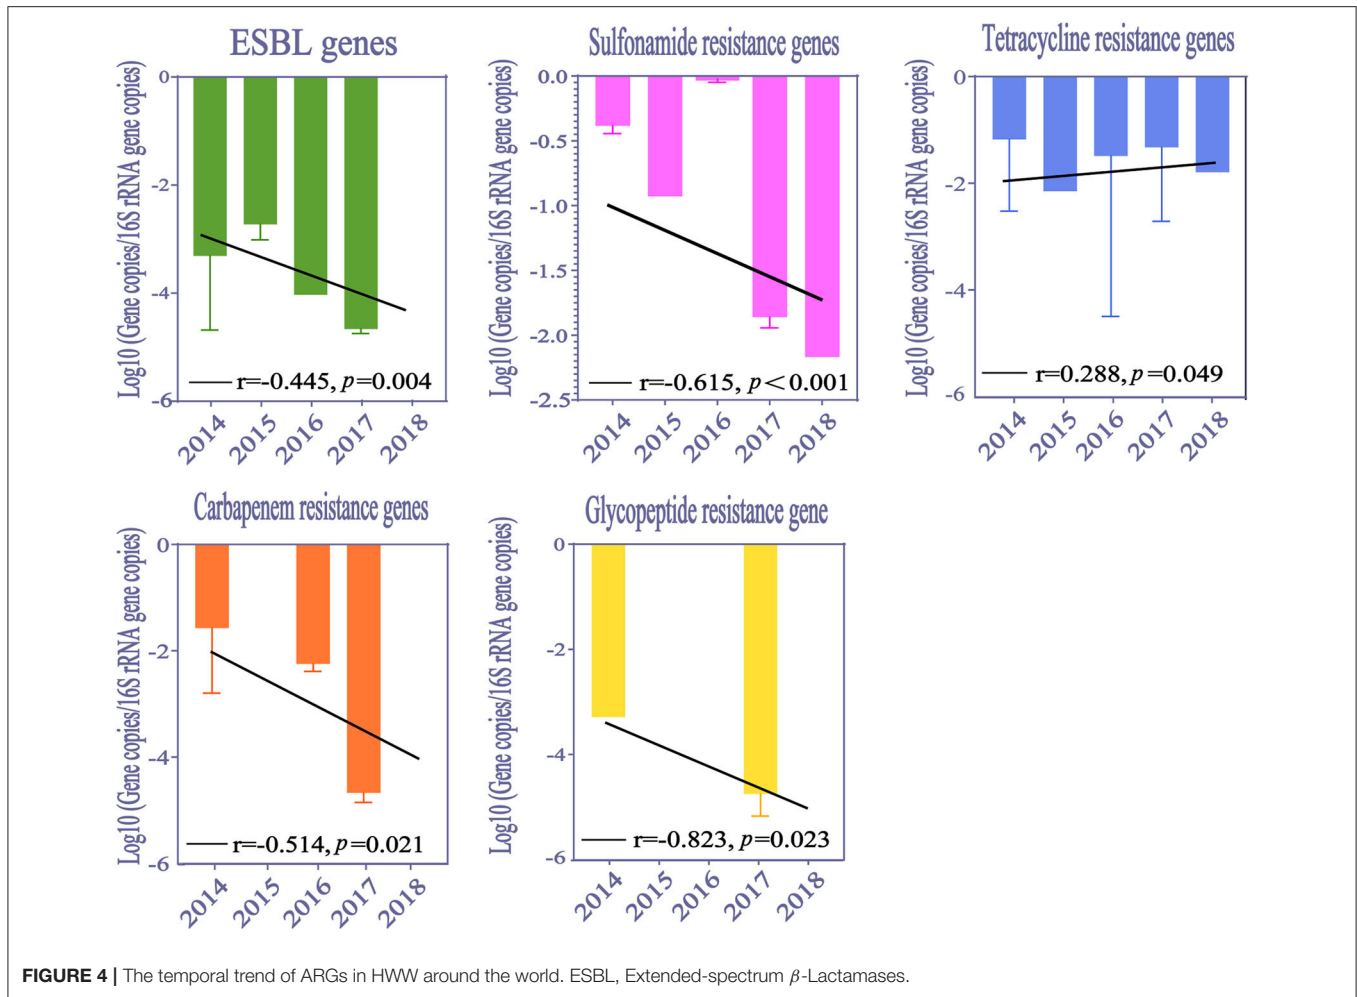 ESBL genes
Log10 (Gene copies/16S rRNA gene copies)
0
-2
-4
-6
r=-0.445, p=0.004
2014
2015
2016
2017
2018
Sulfonamide resistance genes
Log10 (Gene copies/16S rRNA gene copies)
0.0
-0.5
-1.0
-1.5
-2.0
-2.5
r=-0.615, p<0.001
2014
2015
2016
2017
2018
Tetracycline resistance genes
Log10 (Gene copies/16S rRNA gene copies)
0
-2
-4
-6
r=0.288, p=0.049
2014
2015
2016
2017
2018
Carbapenem resistance genes
Log10 (Gene copies/16S rRNA gene copies)
0
-2
-4
-6
r=-0.514, p=0.021
2014
2015
2016
2017
2018
Glycopeptide resistance gene
Log10 (Gene copies/16S rRNA gene copies)
0
-2
-4
-6
r=-0.823, p=0.023
2014
2015
2016
2017
2018
FIGURE 4 | The temporal trend of ARGs in HWW around the world. ESBL, Extended-spectrum β-Lactamases.